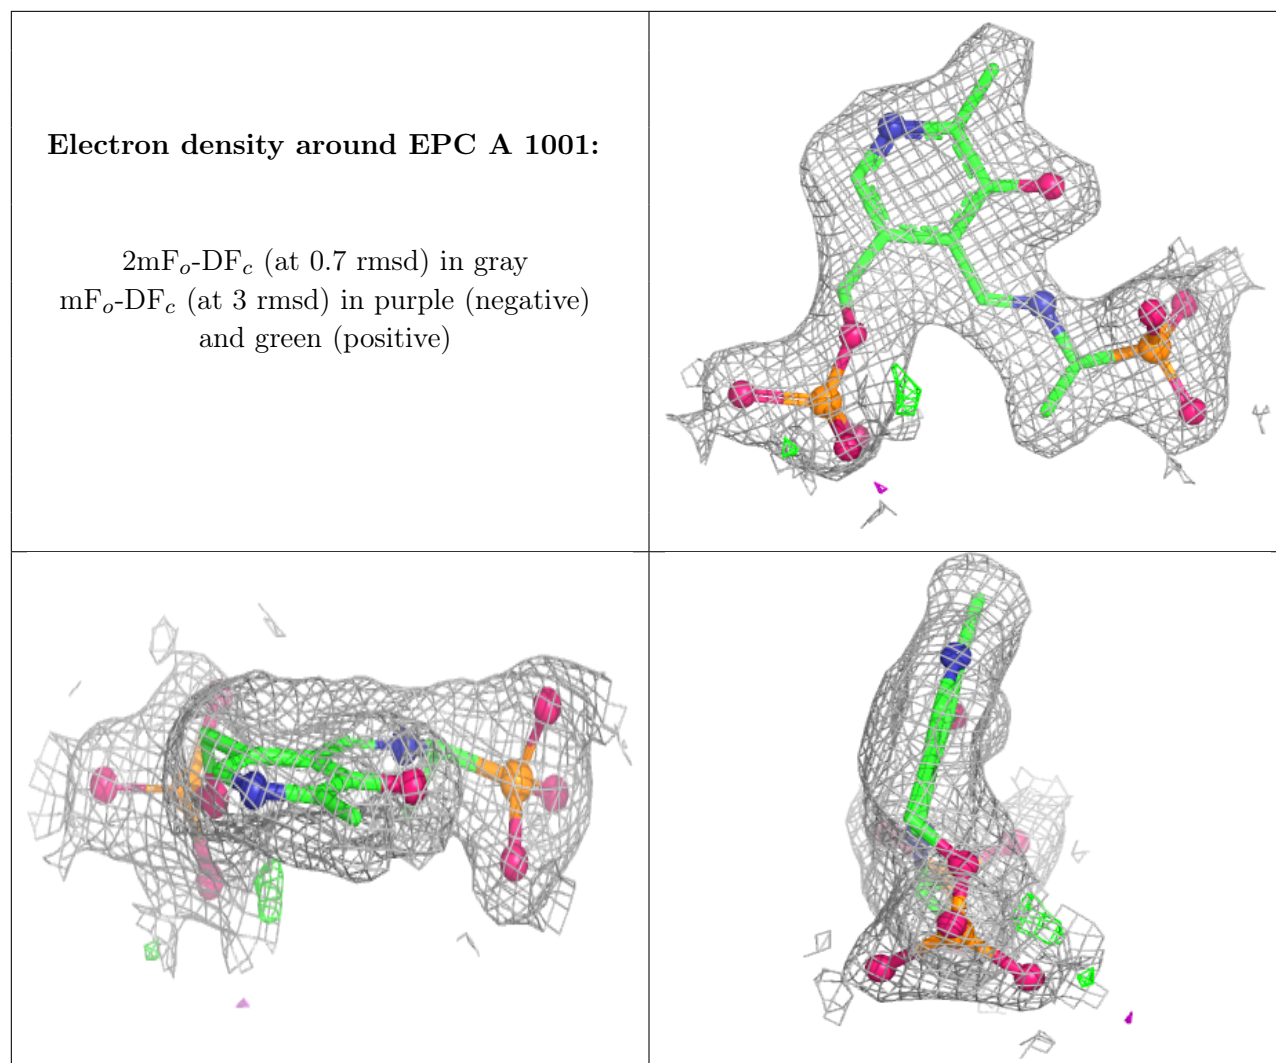 Electron density around EPC A 1001:
2mFo-DFc (at 0.7 rmsd) in gray
mFo-DFc (at 3 rmsd) in purple (negative)
and green (positive)